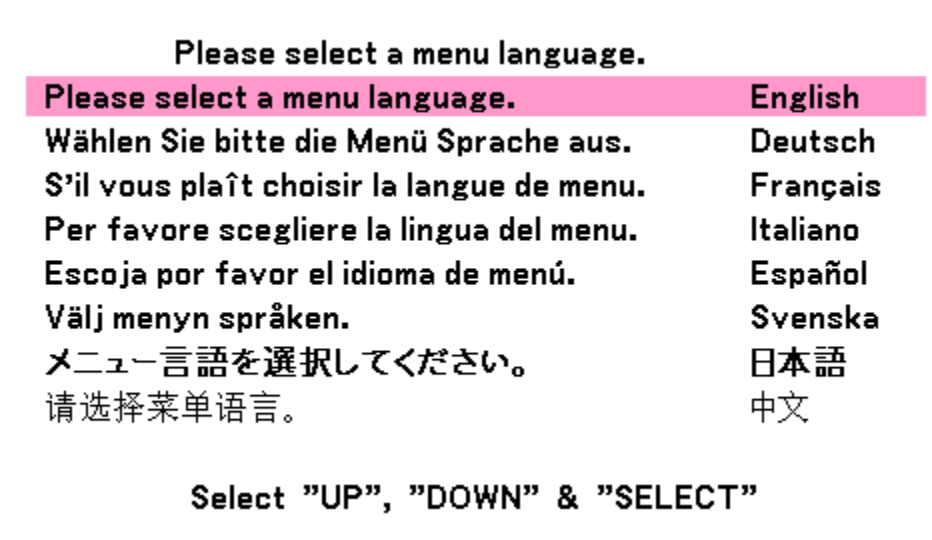 Please select a menu language.
Please select a menu language. English
Wählen Sie bitte die Menü Sprache aus. Deutsch
S'il vous plaît choisir la langue de menu. Français
Per favore scegliere la lingua del menu. Italiano
Escoja por favor el idioma de menú. Español
Välj menyn språken. Svenska
メニュー言語を選択してください。 日本語
请选择菜单语言。 中文
Select ”UP”, ”DOWN” & ”SELECT”